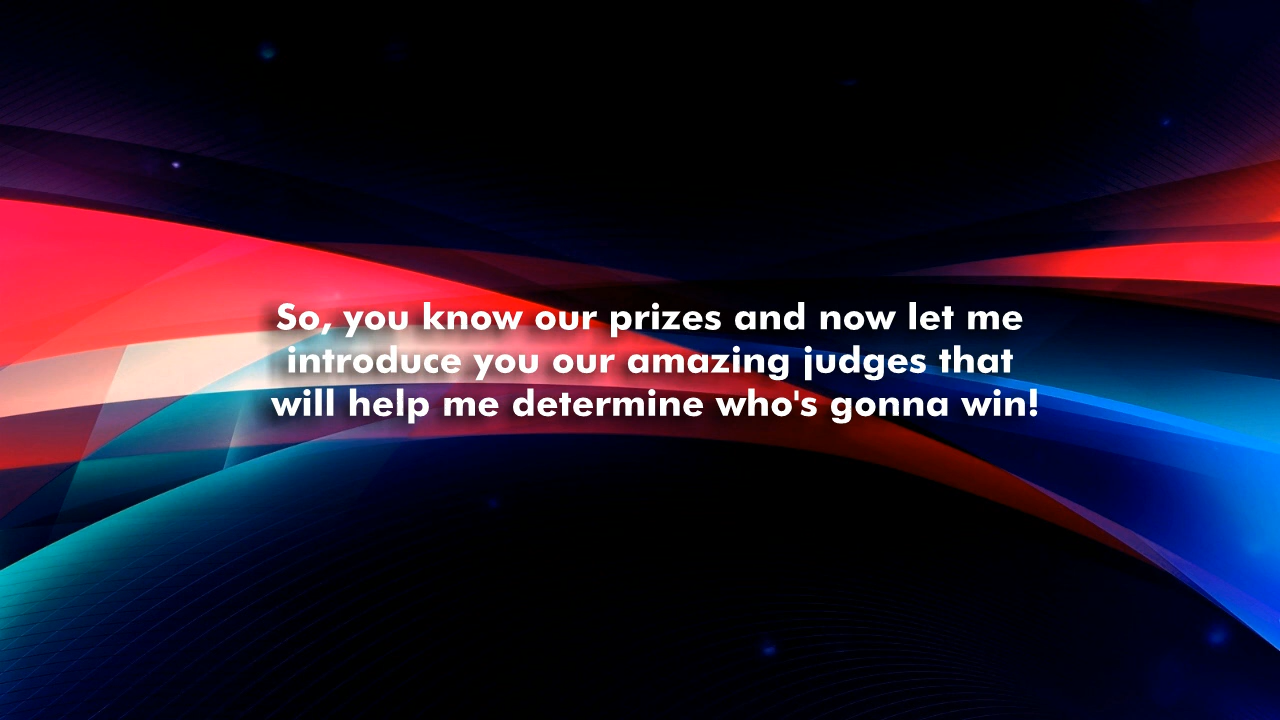 So, you know our prizes and now let me
introduce you our amazing judges that
will help me determine who's gonna win!